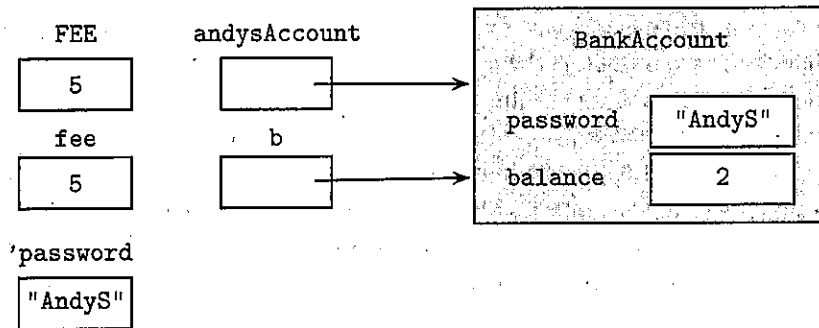 FEE andysAccount BankAccount
5
password "AndyS"
fee b
5
balance 2
password
"AndyS"